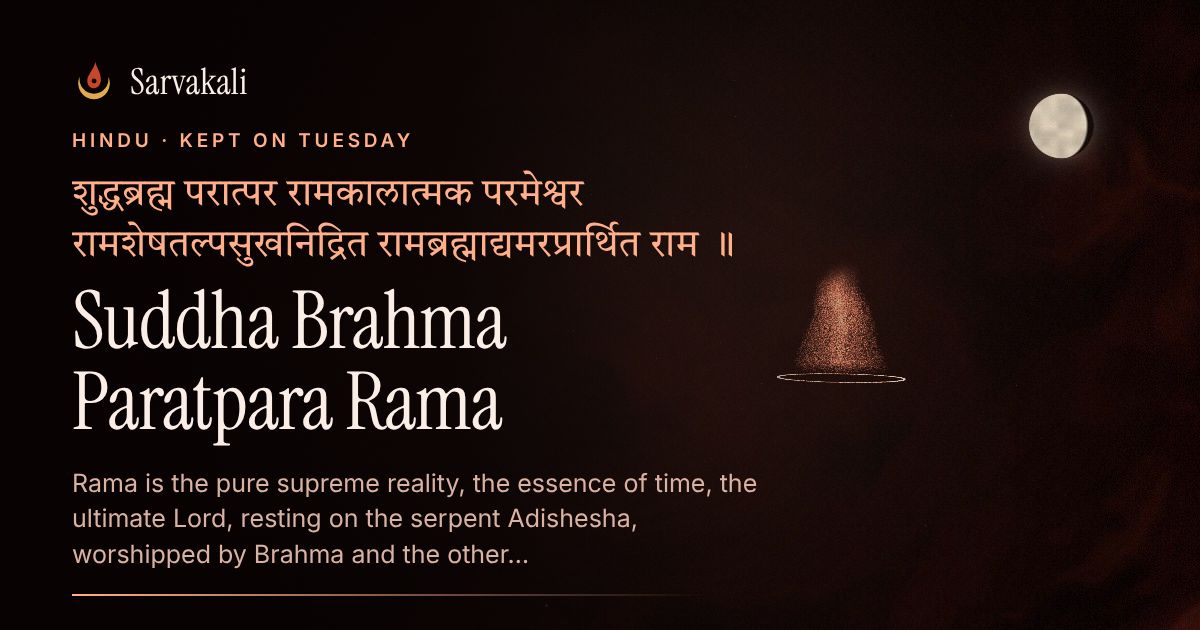 Sarvakali
HINDU · KEPT ON TUESDAY
शुद्धब्रह्म परात्पर रामकालात्मक परमेश्वर
रामशेषतल्पसुखनिद्रित रामब्रह्माद्यमरप्रार्थित राम ॥
Suddha Brahma
Paratpara Rama
Rama is the pure supreme reality, the essence of time, the
ultimate Lord, resting on the serpent Adishesha,
worshipped by Brahma and the other…